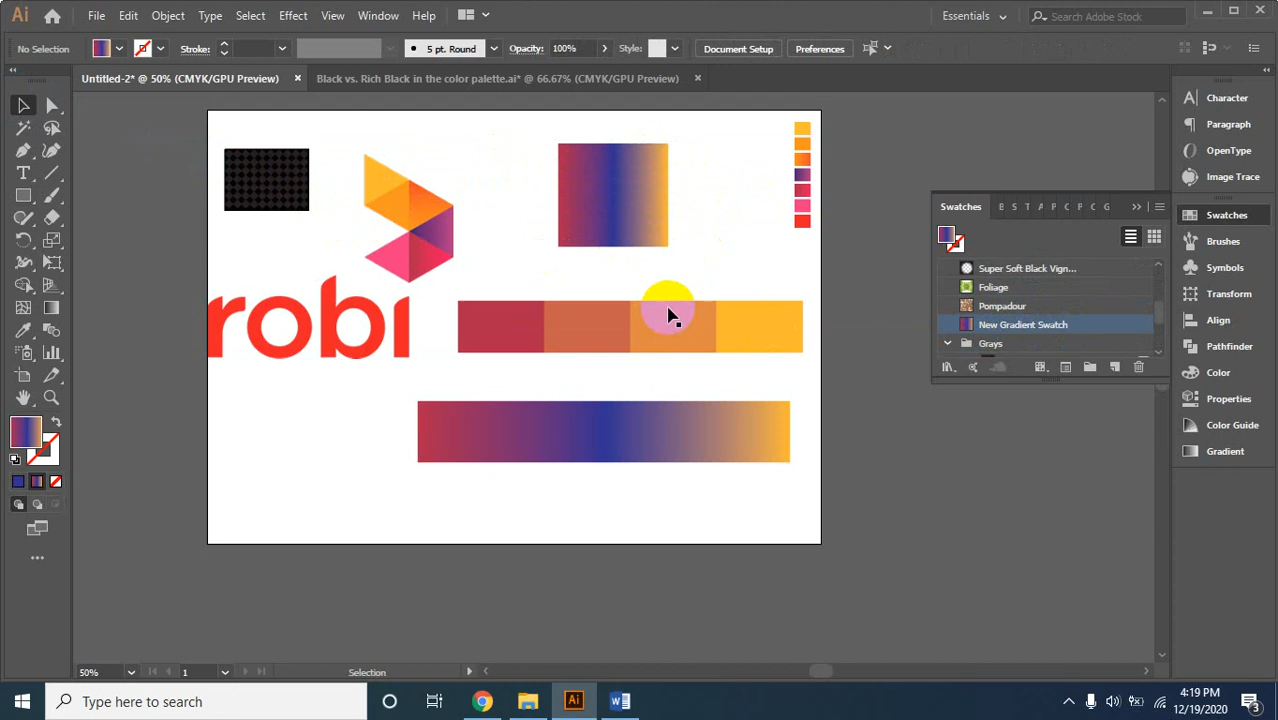 Ai File Edit Object Type Select Effect View Window Help Essentials Search Adobe Stock
No Selection Stroke: 5 pt. Round Opacity: 100% Style: Document Setup Preferences
Untitled-2* @ 50% (CMYK/GPU Preview) × Black vs. Rich Black in the color palette.ai* @ 66.67% (CMYK/GPU Preview) ×
robi
Swatches E S T A P C P C G
Super Soft Black Vign...
Foliage
Pompadour
New Gradient Swatch
Grays
Character
Paragraph
OpenType
Image Trace
Swatches
Brushes
Symbols
Transform
Align
Pathfinder
Color
Properties
Color Guide
Gradient
50% 1 Selection
Type here to search
Ai
W
4:19 PM
12/19/2020
3